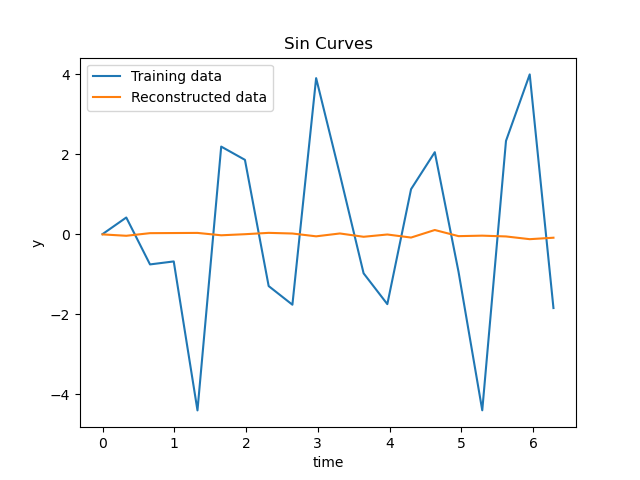 Sin Curves
Training data
Reconstructed data
4
2
0
−2
−4
y
0 1 2 3 4 5 6
time